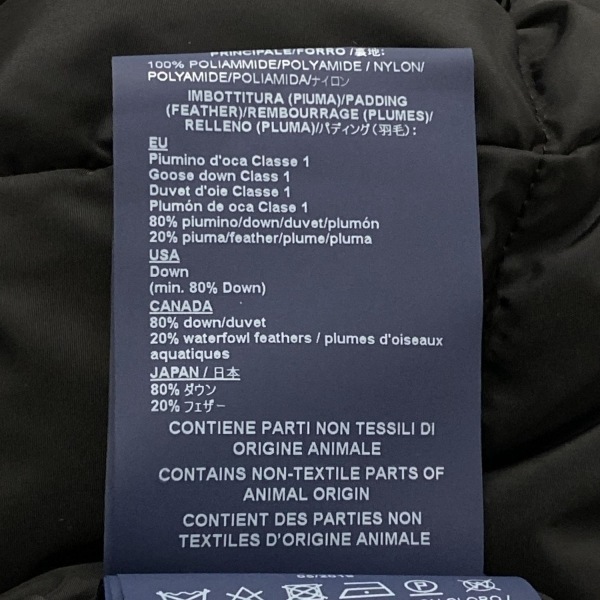 PRINCIPALE/FORRO/裏地:
100% POLIAMMIDE/POLYAMIDE / NYLON/
POLYAMIDE/POLIAMIDA/ナイロン
IMBOTTITURA (PIUMA)/PADDING
(FEATHER)/REMBOURRAGE (PLUMES)/
RELLENO (PLUMA)/パディング(羽毛):
EU
Piumino d'oca Classe 1
Goose down Class 1
Duvet d'oie Classe 1
Plumón de oca Clase 1
80% piumino/down/duvet/plumón
20% piuma/feather/plume/pluma
USA
Down
(min. 80% Down)
CANADA
80% down/duvet
20% waterfowl feathers / plumes d'oiseaux
aquatiques
JAPAN / 日本
80% ダウン
20% フェザー
CONTIENE PARTI NON TESSILI DI
ORIGINE ANIMALE
CONTAINS NON-TEXTILE PARTS OF
ANIMAL ORIGIN
CONTIENT DES PARTIES NON
TEXTILES D'ORIGINE ANIMALE